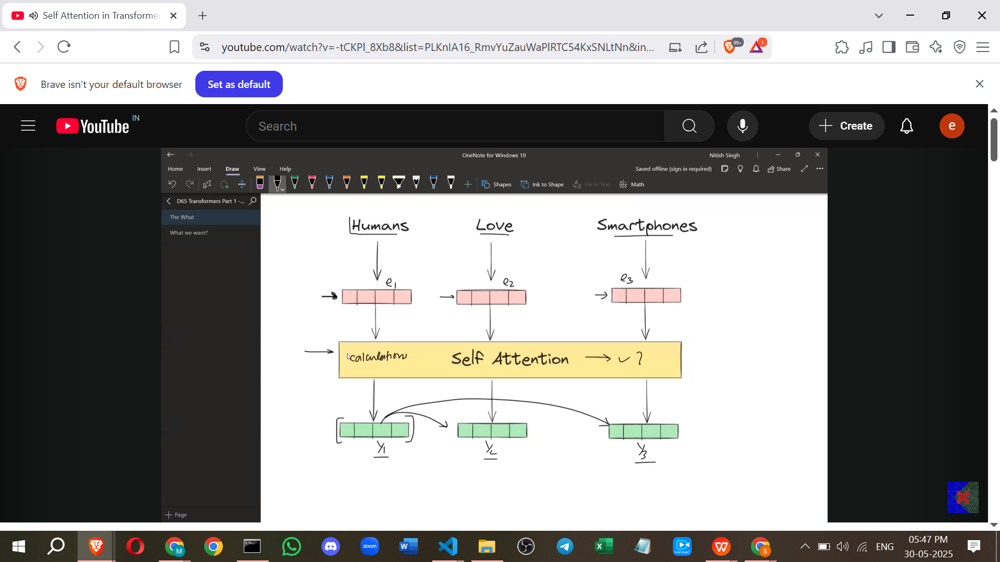 Self Attention in Transforme
youtube.com/watch?v=-tCKPl_8Xb8&list=PLKnIA16_RmvYuZauWaPlRTC54KxSNLtNn&in...
99+
1
Brave isn't your default browser
Set as default
YouTube IN
Search
Create
e
OneNote for Windows 10
Nitish Singh
Home Insert Draw View Help
Saved offline (sign in required)
Share
Shapes
Ink to Shape
Ink to Text
Math
D65 Transformers Part 1 -...
The What
What we want?
Humans Love Smartphones
e1 e2 e3
calculations Self Attention → ✓ ?
y1 y2 y3
+ Page
M
zoom
S
ENG
05:47 PM
30-05-2025